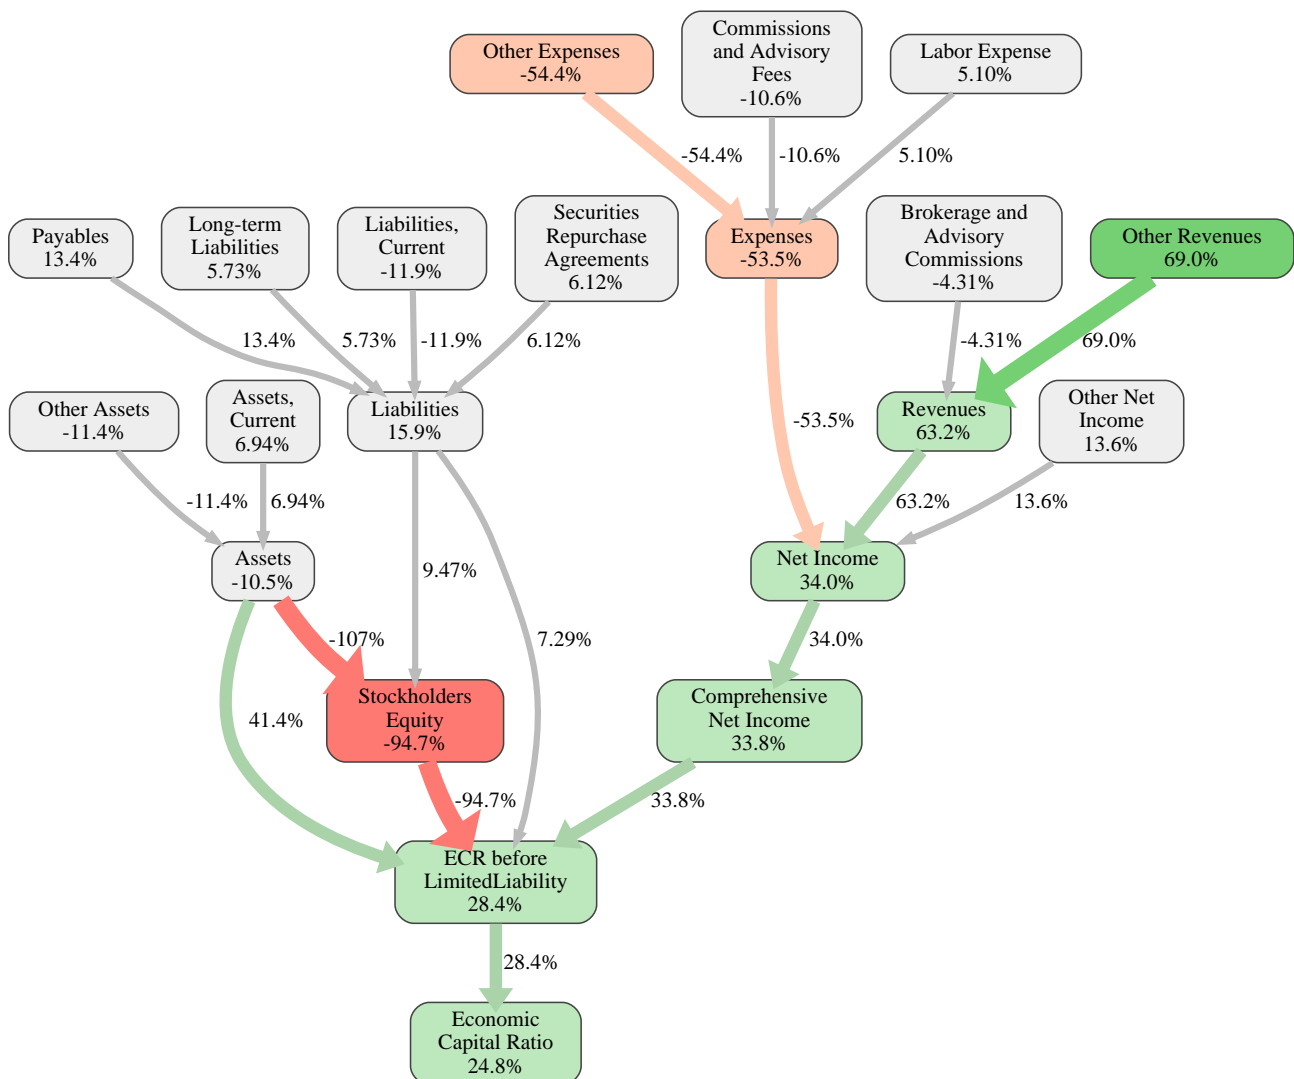 Other Expenses
-54.4%
Commissions
and Advisory
Fees
-10.6%
Labor Expense
5.10%
-54.4%
-10.6%
5.10%
Payables
13.4%
Long-term
Liabilities
5.73%
Liabilities,
Current
-11.9%
Securities
Repurchase
Agreements
6.12%
Expenses
-53.5%
Brokerage and
Advisory
Commissions
-4.31%
Other Revenues
69.0%
13.4%
5.73%
-11.9%
6.12%
-4.31%
69.0%
Other Assets
-11.4%
Assets,
Current
6.94%
Liabilities
15.9%
-53.5%
Revenues
63.2%
Other Net
Income
13.6%
-11.4%
6.94%
63.2%
13.6%
Assets
-10.5%
9.47%
Net Income
34.0%
-107%
7.29%
34.0%
41.4%
Stockholders
Equity
-94.7%
Comprehensive
Net Income
33.8%
-94.7%
33.8%
ECR before
LimitedLiability
28.4%
28.4%
Economic
Capital Ratio
24.8%